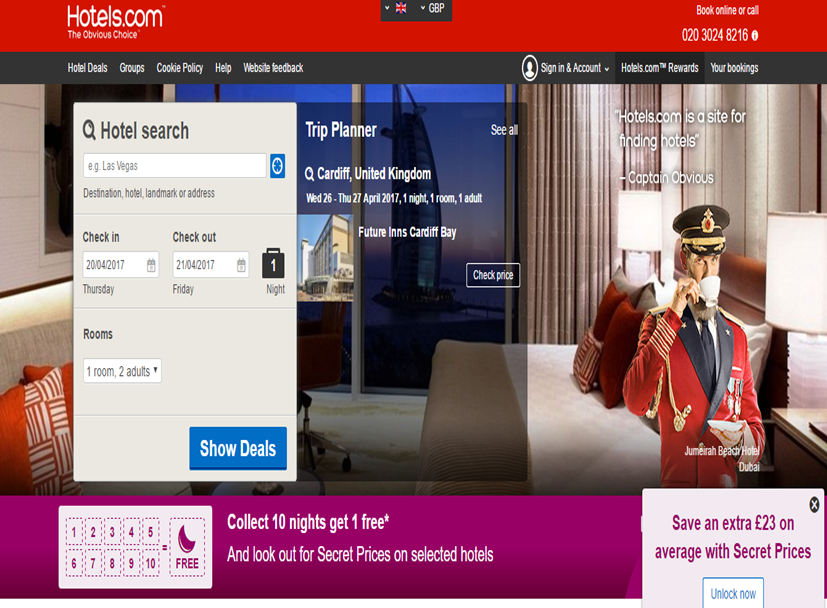 Hotels.com™
The Obvious Choice™
GBP
Book online or call
020 3024 8216
Hotel Deals Groups Cookie Policy Help Website feedback
Sign in & Account Hotels.com™ Rewards Your bookings
Hotel search
e.g. Las Vegas
Destination, hotel, landmark or address
Check in Check out
20/04/2017 21/04/2017 1
Thursday Friday Night
Rooms
1 room, 2 adults
Show Deals
Trip Planner See all
Cardiff, United Kingdom
Wed 26 - Thu 27 April 2017, 1 night, 1 room, 1 adult
Future Inns Cardiff Bay
Check price
"Hotels.com is a site for
finding hotels"
– Captain Obvious
Jumeirah Beach Hotel
Dubai
1 2 3 4 5
6 7 8 9 10
=
FREE
Collect 10 nights get 1 free*
And look out for Secret Prices on selected hotels
Save an extra £23 on
average with Secret Prices
Unlock now